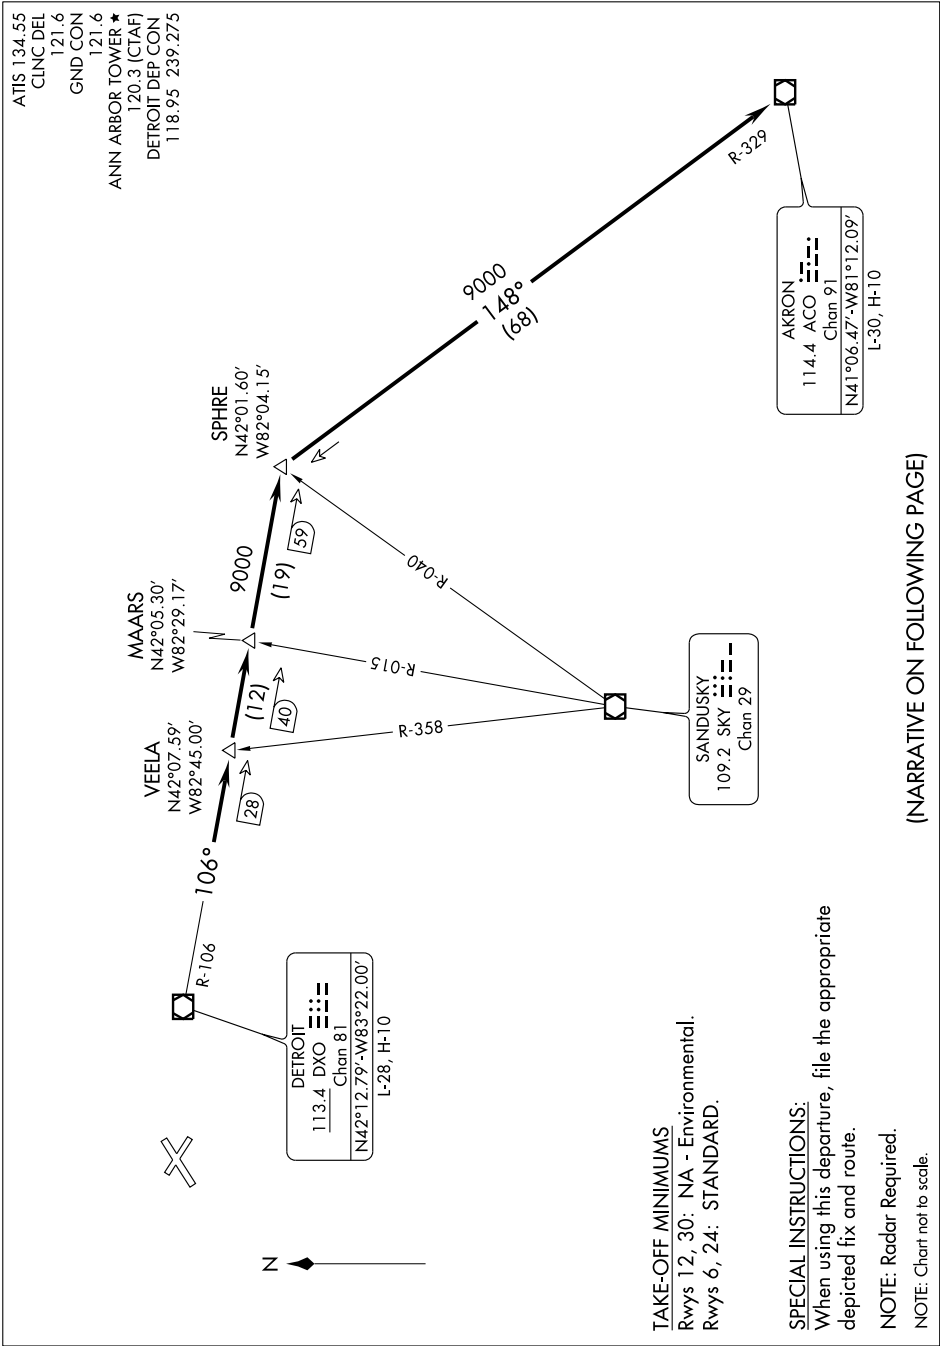 ATIS 134.55
CLNC DEL
121.6
GND CON
121.6
ANN ARBOR TOWER★
120.3 (CTAF)
DETROIT DEP CON
118.95 239.275
N
DETROIT
113.4 DXO
Chan 81
N42°12.79′-W83°22.00′
L-28, H-10
R-106
106°
VEELA
N42°07.59′
W82°45.00′
28
(12)
40
MAARS
N42°05.30′
W82°29.17′
9000
(19)
59
SPHRE
N42°01.60′
W82°04.15′
9000
148°
(68)
R-329
R-358
R-015
R-040
SANDUSKY
109.2 SKY
Chan 29
AKRON
114.4 ACO
Chan 91
N41°06.47′-W81°12.09′
L-30, H-10
TAKE-OFF MINIMUMS
Rwys 12, 30: NA - Environmental.
Rwys 6, 24: STANDARD.
SPECIAL INSTRUCTIONS:
When using this departure, file the appropriate
depicted fix and route.
NOTE: Radar Required.
NOTE: Chart not to scale.
(NARRATIVE ON FOLLOWING PAGE)